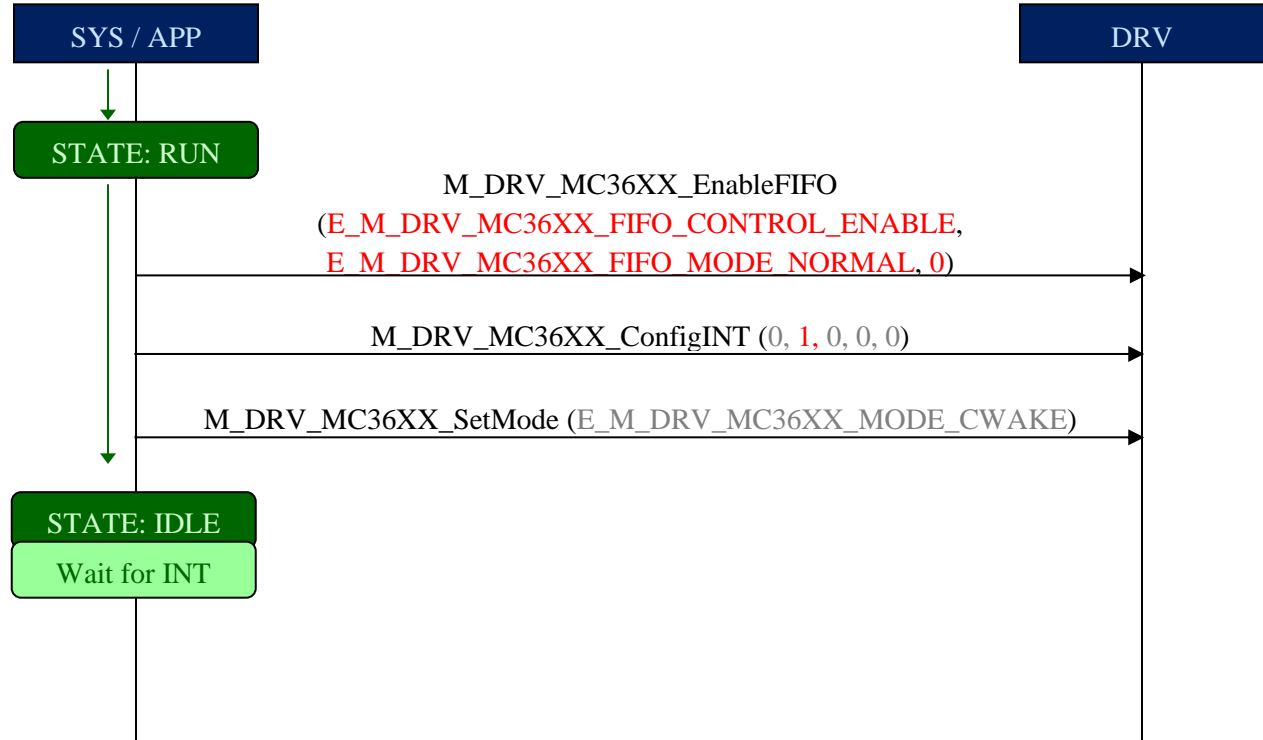 SYS / APP
DRV
STATE: RUN
M_DRV_MC36XX_EnableFIFO
(E_M_DRV_MC36XX_FIFO_CONTROL_ENABLE,
E_M_DRV_MC36XX_FIFO_MODE_NORMAL, 0)
M_DRV_MC36XX_ConfigINT (0, 1, 0, 0, 0)
M_DRV_MC36XX_SetMode (E_M_DRV_MC36XX_MODE_CWAKE)
STATE: IDLE
Wait for INT